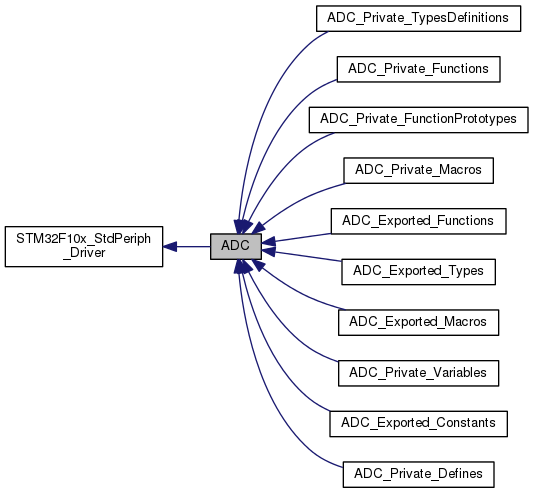 ADC_Private_TypesDefinitions
ADC_Private_Functions
ADC_Private_FunctionPrototypes
ADC_Private_Macros
ADC_Exported_Functions
STM32F10x_StdPeriph
_Driver
ADC
ADC_Exported_Types
ADC_Exported_Macros
ADC_Private_Variables
ADC_Exported_Constants
ADC_Private_Defines